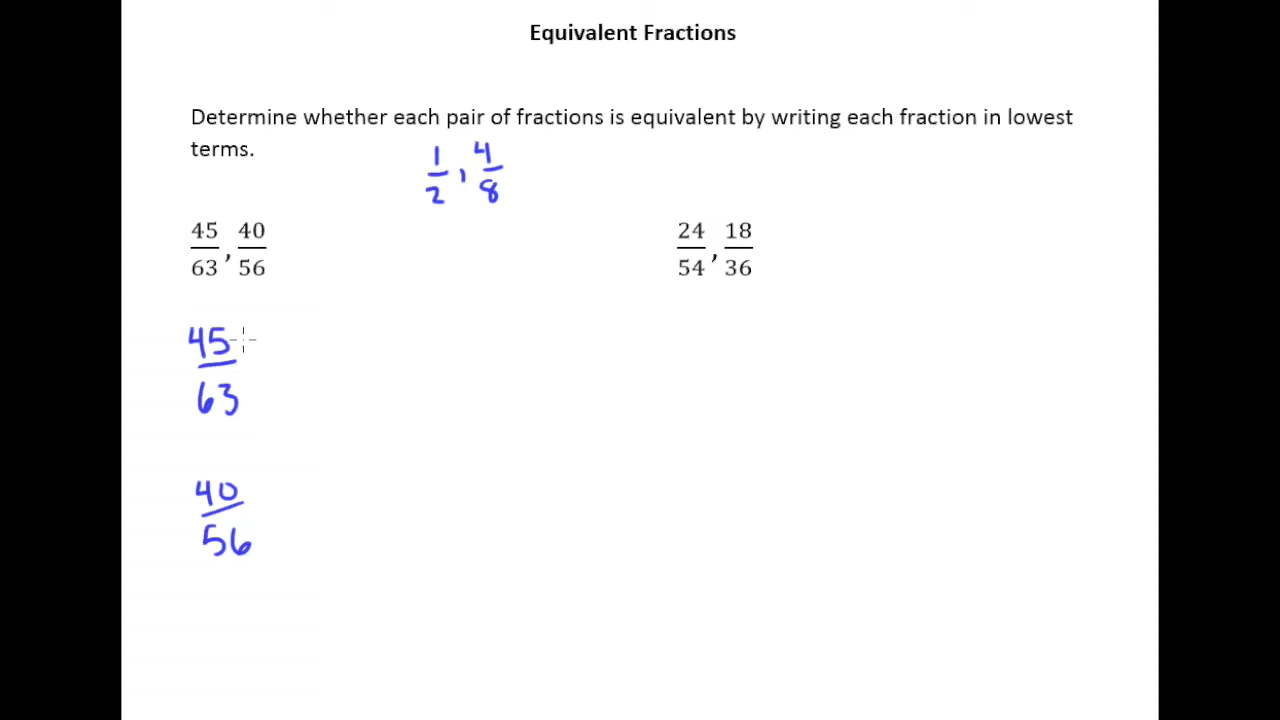 Equivalent Fractions
Determine whether each pair of fractions is equivalent by writing each fraction in lowest
terms.
1/2 , 4/8
45/63 , 40/56
24/54 , 18/36
45/63
40/56